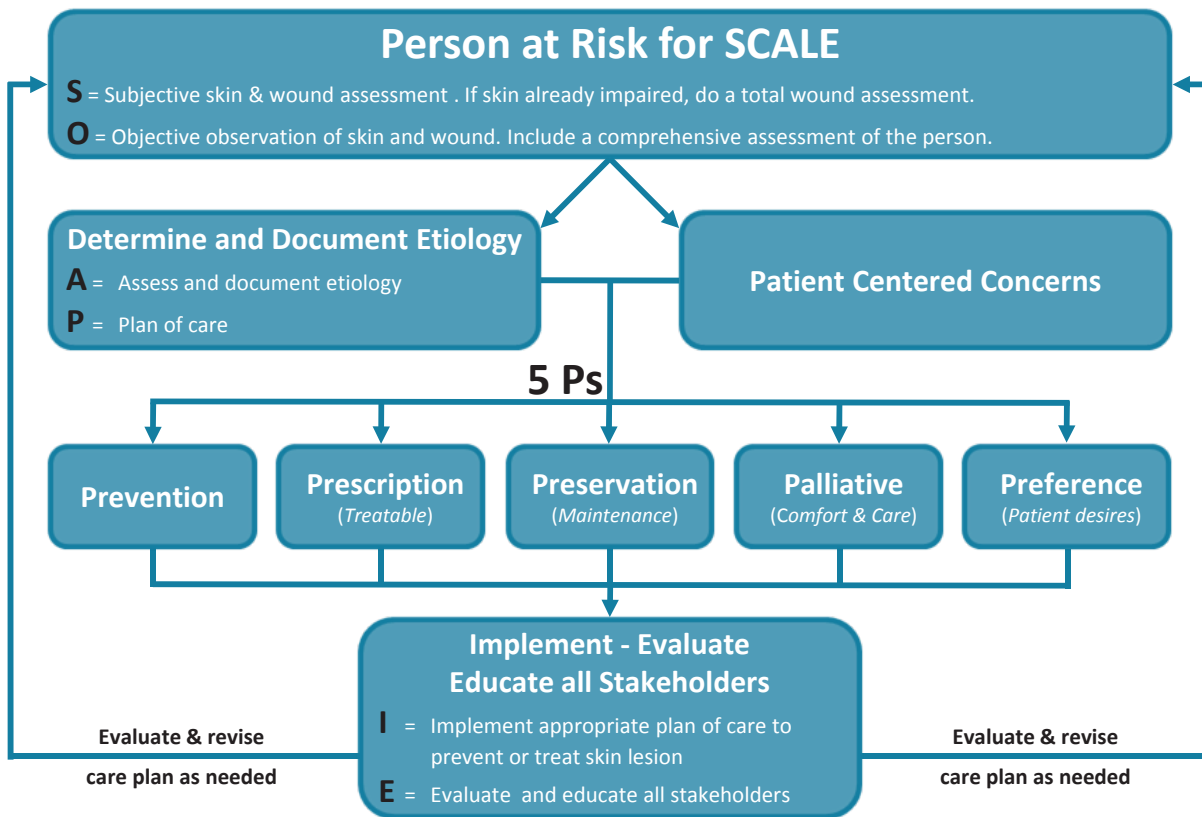 Person at Risk for SCALE
S = Subjective skin & wound assessment . If skin already impaired, do a total wound assessment.
O = Objective observation of skin and wound. Include a comprehensive assessment of the person.
Determine and Document Etiology
A = Assess and document etiology
P = Plan of care
Patient Centered Concerns
5 Ps
Prevention
Prescription
(Treatable)
Preservation
(Maintenance)
Palliative
(Comfort & Care)
Preference
(Patient desires)
Implement - Evaluate
Educate all Stakeholders
I = Implement appropriate plan of care to
prevent or treat skin lesion
E = Evaluate and educate all stakeholders
Evaluate & revise
care plan as needed
Evaluate & revise
care plan as needed